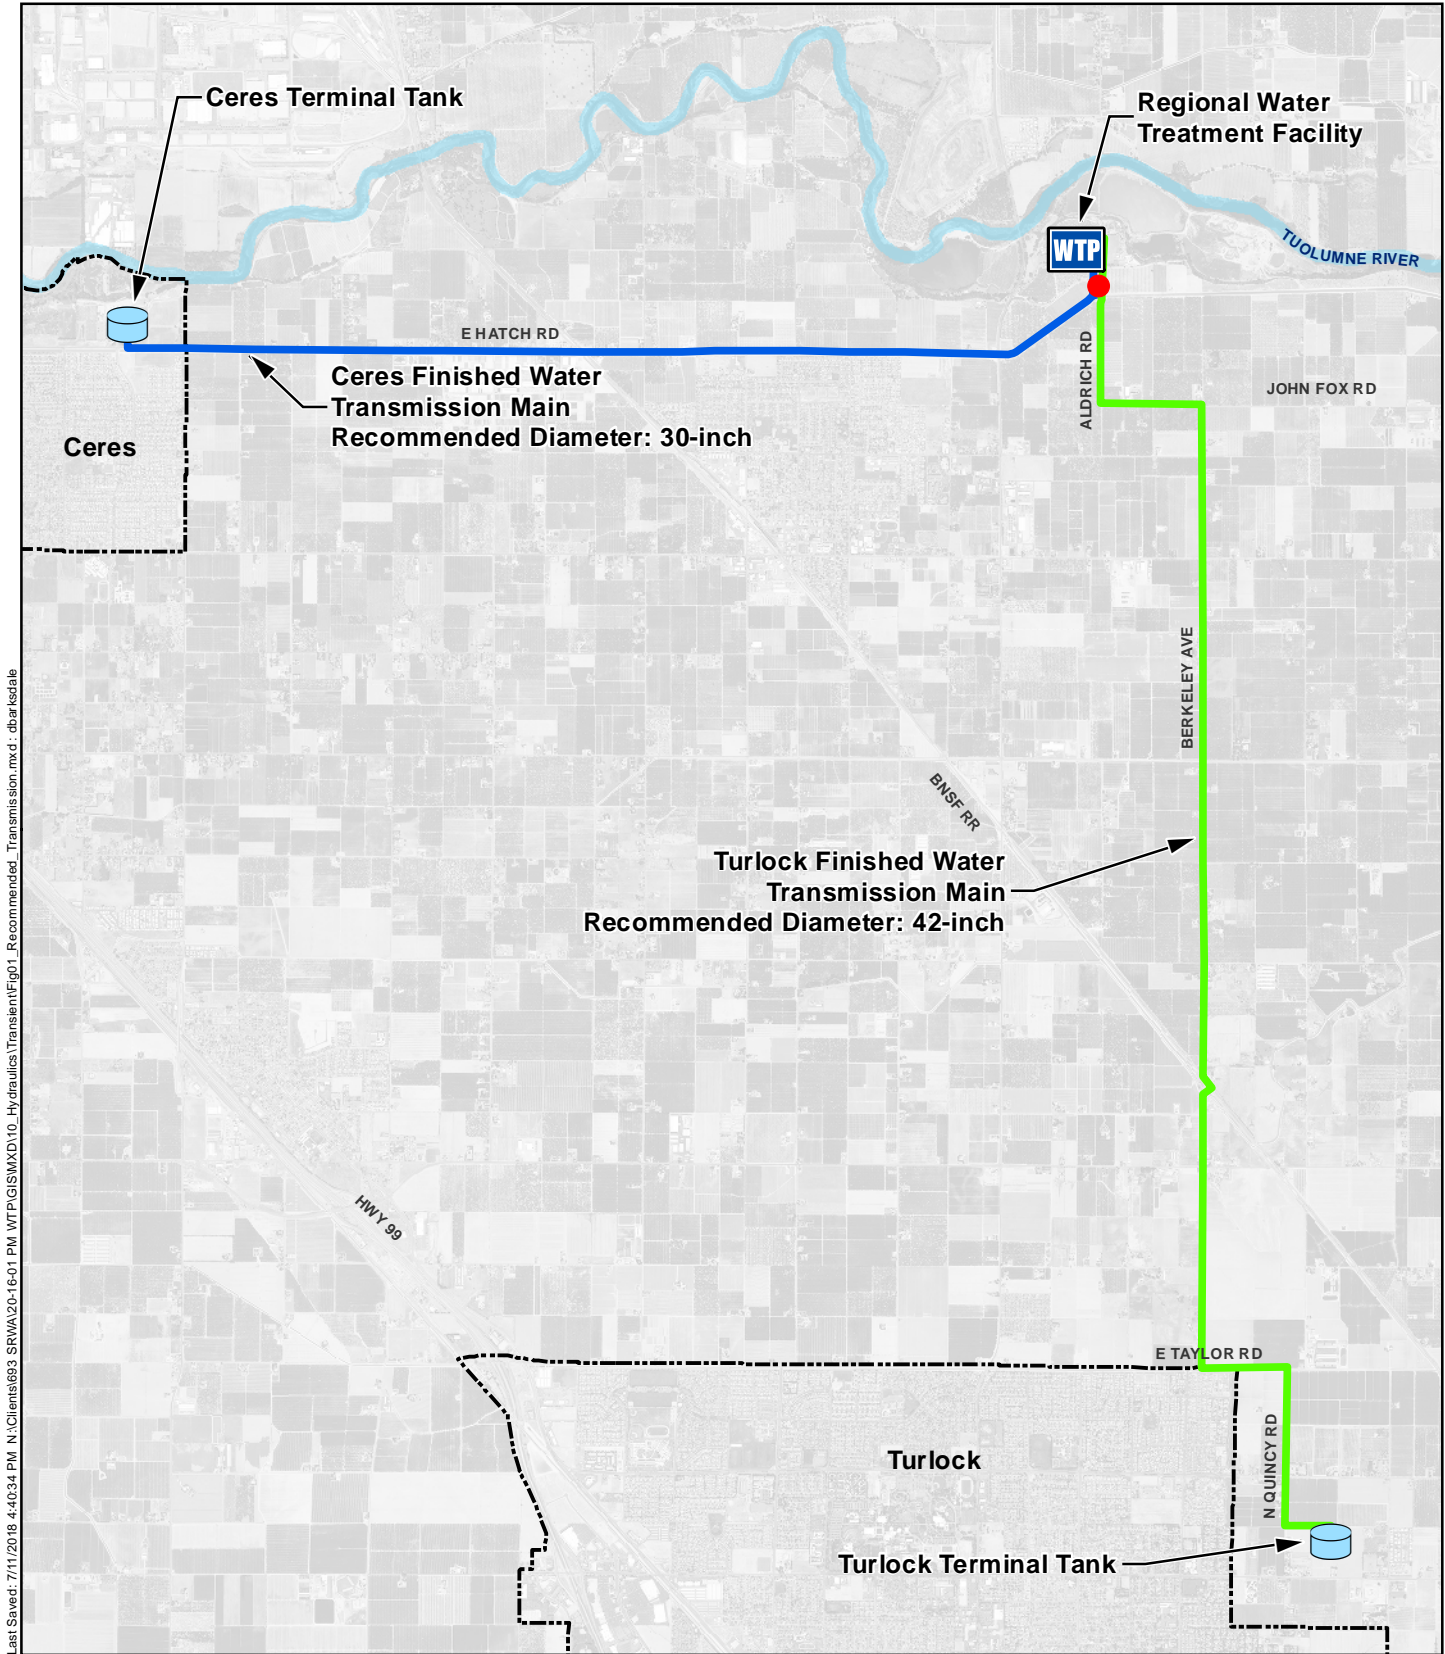 Ceres Terminal Tank
Regional Water
Treatment Facility
WTP
TUOLUMNE RIVER
E HATCH RD
ALDRICH RD
JOHN FOX RD
Ceres Finished Water
Transmission Main
Recommended Diameter: 30-inch
Ceres
BERKELEY AVE
BNSF RR
Turlock Finished Water
Transmission Main
Recommended Diameter: 42-inch
HWY 99
E TAYLOR RD
Turlock
N QUINCY RD
Turlock Terminal Tank
Last Saved: 7/11/2018 4:40:34 PM N:\Clients\693 SRWA\20-16-01 PM WTP\GIS\MXD\10_Hydraulics\Transient\Fig01_Recommended_Transmission.mxd : dbarksdale